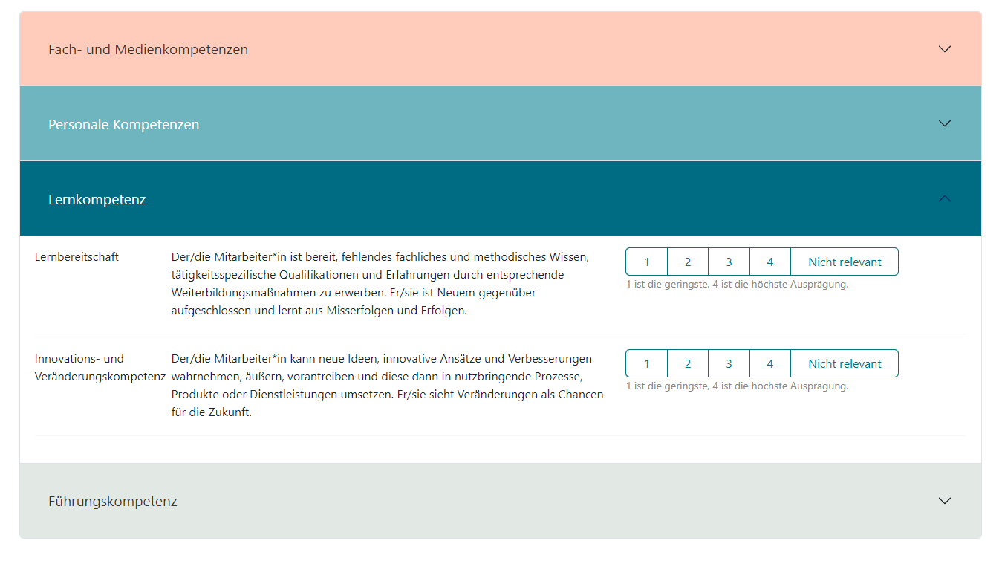 Fach- und Medienkompetenzen
Personale Kompetenzen
Lernkompetenz
Lernbereitschaft
Der/die Mitarbeiter*in ist bereit, fehlendes fachliches und methodisches Wissen,
tätigkeitsspezifische Qualifikationen und Erfahrungen durch entsprechende
Weiterbildungsmaßnahmen zu erwerben. Er/sie ist Neuem gegenüber
aufgeschlossen und lernt aus Misserfolgen und Erfolgen.
1 2 3 4 Nicht relevant
1 ist die geringste, 4 ist die höchste Ausprägung.
Innovations- und
Veränderungskompetenz
Der/die Mitarbeiter*in kann neue Ideen, innovative Ansätze und Verbesserungen
wahrnehmen, äußern, vorantreiben und diese dann in nutzbringende Prozesse,
Produkte oder Dienstleistungen umsetzen. Er/sie sieht Veränderungen als Chancen
für die Zukunft.
1 2 3 4 Nicht relevant
1 ist die geringste, 4 ist die höchste Ausprägung.
Führungskompetenz